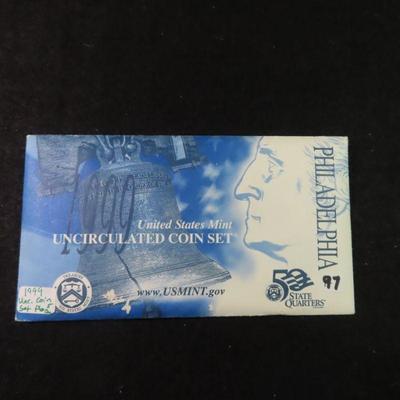 1999
United States Mint
UNCIRCULATED COIN SET
www.USMINT.gov
50
STATE
QUARTERS
PHILADELPHIA
97
1999
Unc. Coin
Set